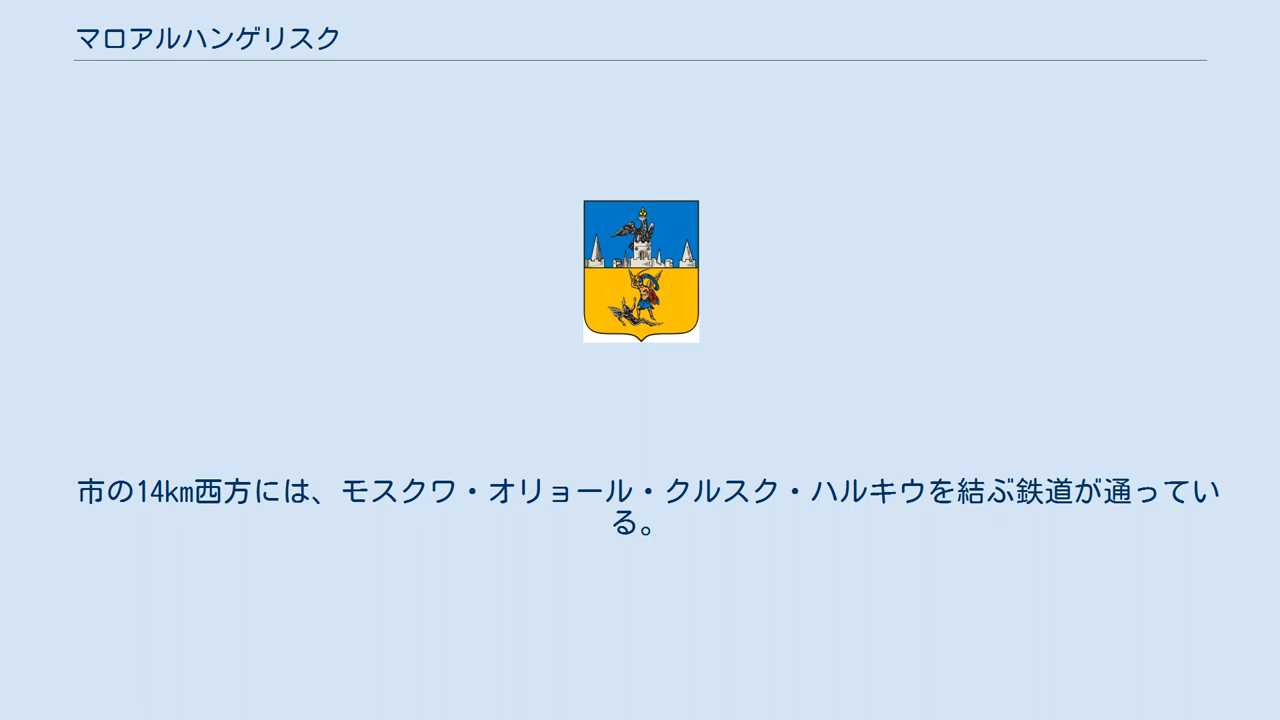 マロアルハンゲリスク
市の14km西方には、モスクワ・オリョール・クルスク・ハルキウを結ぶ鉄道が通ってい
る。